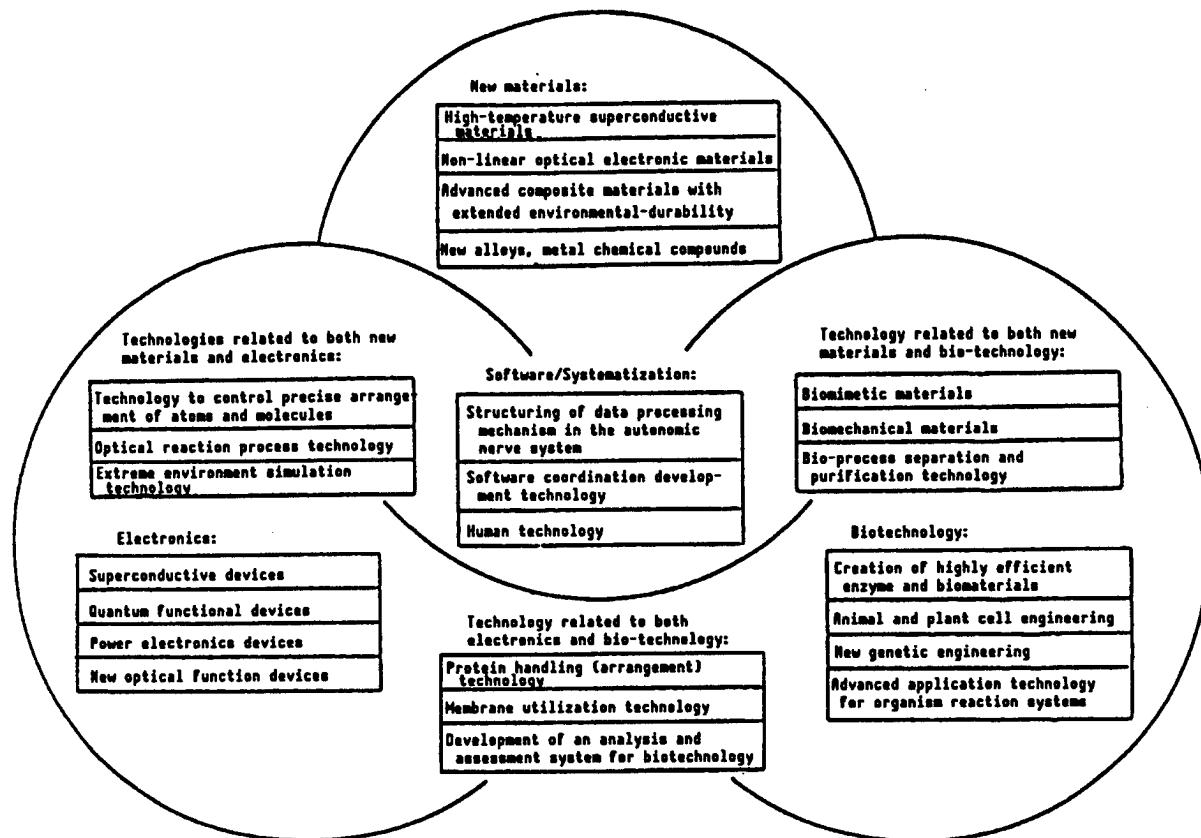 New materials:
High-temperature superconductive
materials
Non-linear optical electronic materials
Advanced composite materials with
extended environmental-durability
New alloys, metal chemical compounds
Technologies related to both new
materials and electronics:
Technology to control precise arrange-
ment of atoms and molecules
Optical reaction process technology
Extreme environment simulation
technology
Software/Systematization:
Structuring of data processing
mechanism in the autonomic
nerve system
Software coordination develop-
ment technology
Human technology
Technology related to both new
materials and bio-technology:
Biomimetic materials
Biomechanical materials
Bio-process separation and
purification technology
Electronics:
Superconductive devices
Quantum functional devices
Power electronics devices
New optical function devices
Technology related to both
electronics and bio-technology:
Protein handling (arrangement)
technology
Membrane utilization technology
Development of an analysis and
assessment system for biotechnology
Biotechnology:
Creation of highly efficient
enzyme and biomaterials
Animal and plant cell engineering
New genetic engineering
Advanced application technology
for organism reaction systems